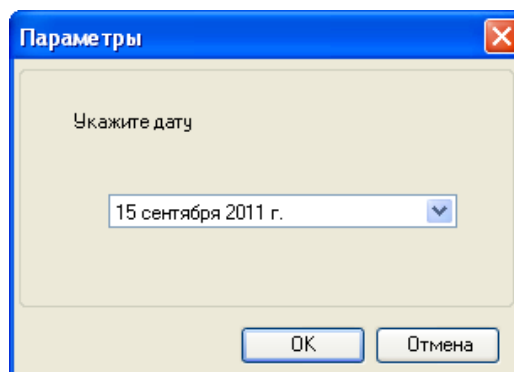 Параметры
Укажите дату
15 сентября 2011 г.
OK
Отмена